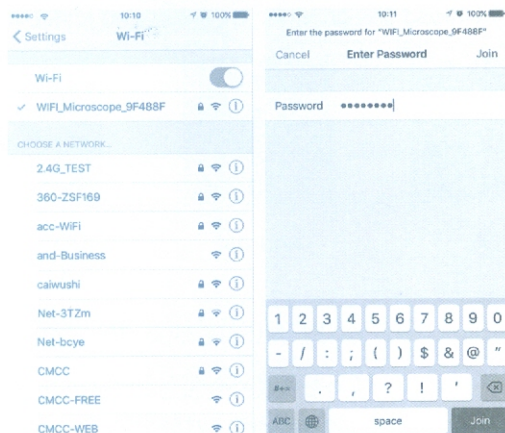 10:10
100%
Settings
Wi-Fi
Wi-Fi
WIFI_Microscope_9F488F
CHOOSE A NETWORK...
2.4G_TEST
360-ZSF169
acc-WiFi
and-Business
caiwushi
Net-3TZm
Net-bcye
CMCC
CMCC-FREE
CMCC-WEB
10:11
100%
Enter the password for "WIFI_Microscope_9F488F"
Cancel Enter Password Join
Password ●●●●●●●●
1 2 3 4 5 6 7 8 9 0
- / : ; ( ) $ & @ "
#+= . , ? ! '
ABC space Join